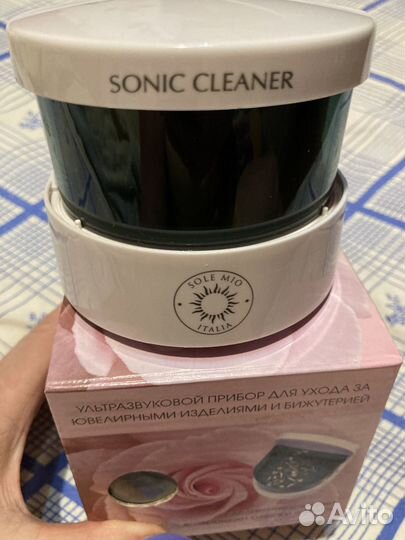 SONIC CLEANER
SOLE MIO
ITALIA
УЛЬТРАЗВУКОВОЙ ПРИБОР ДЛЯ УХОДА ЗА
ЮВЕЛИРНЫМИ ИЗДЕЛИЯМИ И БИЖУТЕРИЕЙ
Avito